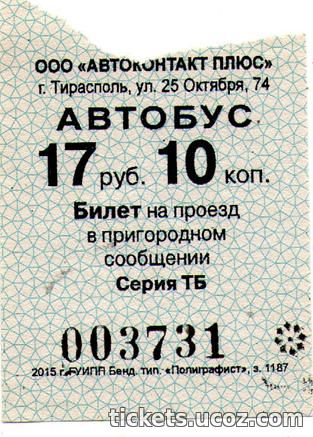 ООО «АВТОКОНТАКТ ПЛЮС»
г. Тирасполь, ул. 25 Октября, 74
АВТОБУС
17 руб. 10 коп.
Билет на проезд
в пригородном
сообщении
Серия ТБ
003731
2015 г. ГУИПП Бенд. тип. «Полиграфист», з. 1187
tickets.ucoz.com